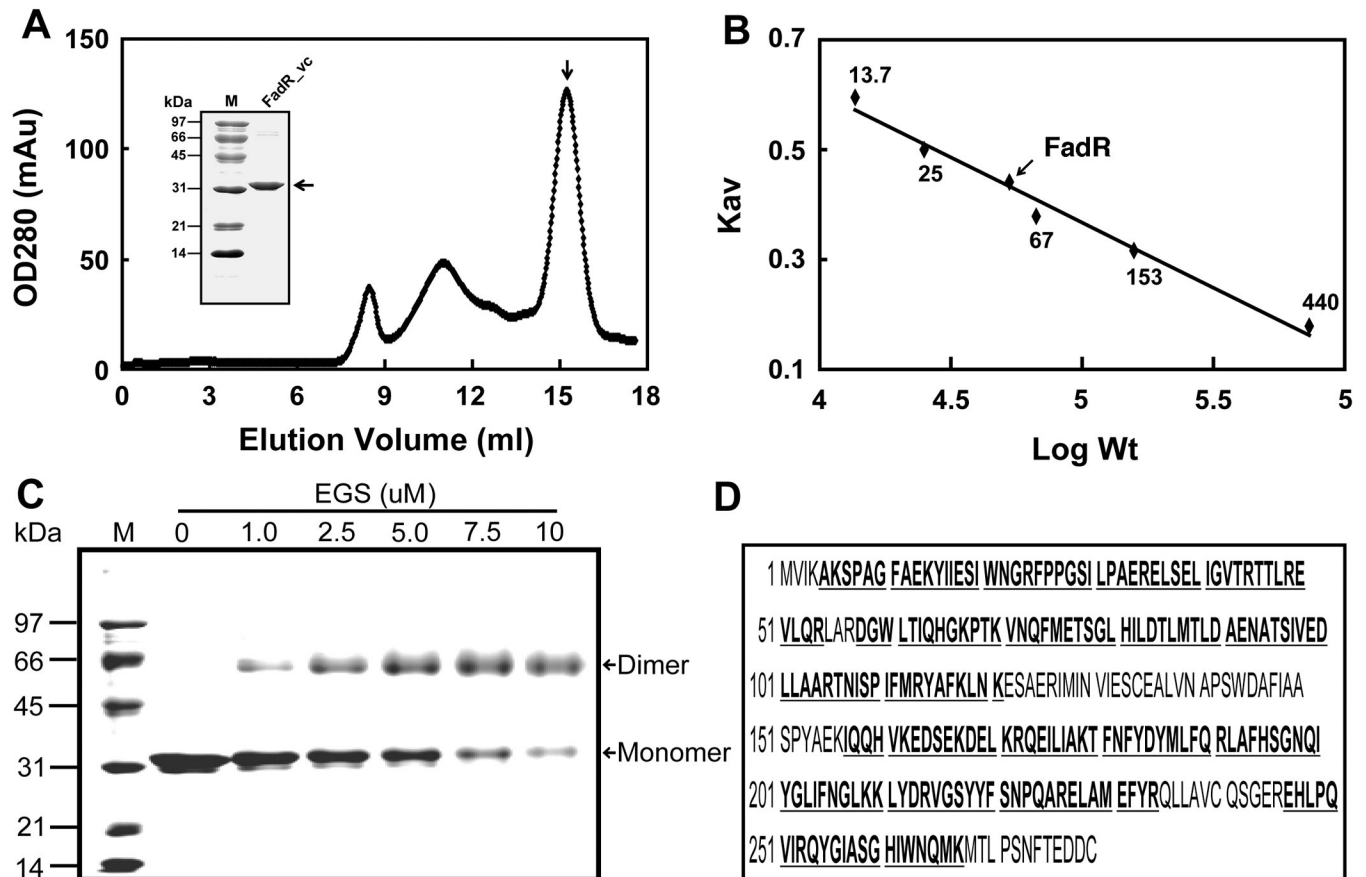 A
150
100
50
0
OD280 (mAu)
kDa
M
FadR_vc
97
66
45
31
21
14
0 3 6 9 12 15 18
Elution Volume (ml)
B
0.7
0.5
0.3
0.1
Kav
13.7
25
FadR
67
153
440
4 4.5 5 5.5 5
Log Wt
C
EGS (uM)
kDa M 0 1.0 2.5 5.0 7.5 10
97
66
45
31
21
14
Dimer
Monomer
D
1 MVIKAKSPAG FAEKYIIESI WNGRFPPGSI LPAERELSEL IGVTRTTLRE
51 VLQRLARDGW LTIQHGKPTK VNQFMETSGL HILDTLMTLD AENATSIVED
101 LLAARTNISP IFMRYAFKLN KESAERIMIN VIESCEALVN APSWDAFIAA
151 SPYAEKIQQH VKEDSEKDEL KRQEILIAKT FNFYDYMLFQ RLAFHSGNQI
201 YGLIFNGLKK LYDRVGSYYF SNPQARELAM EFYRQLLAVC QSGEREHLPQ
251 VIRQYGIASG HIWNQMKMTL PSNFTEDDC